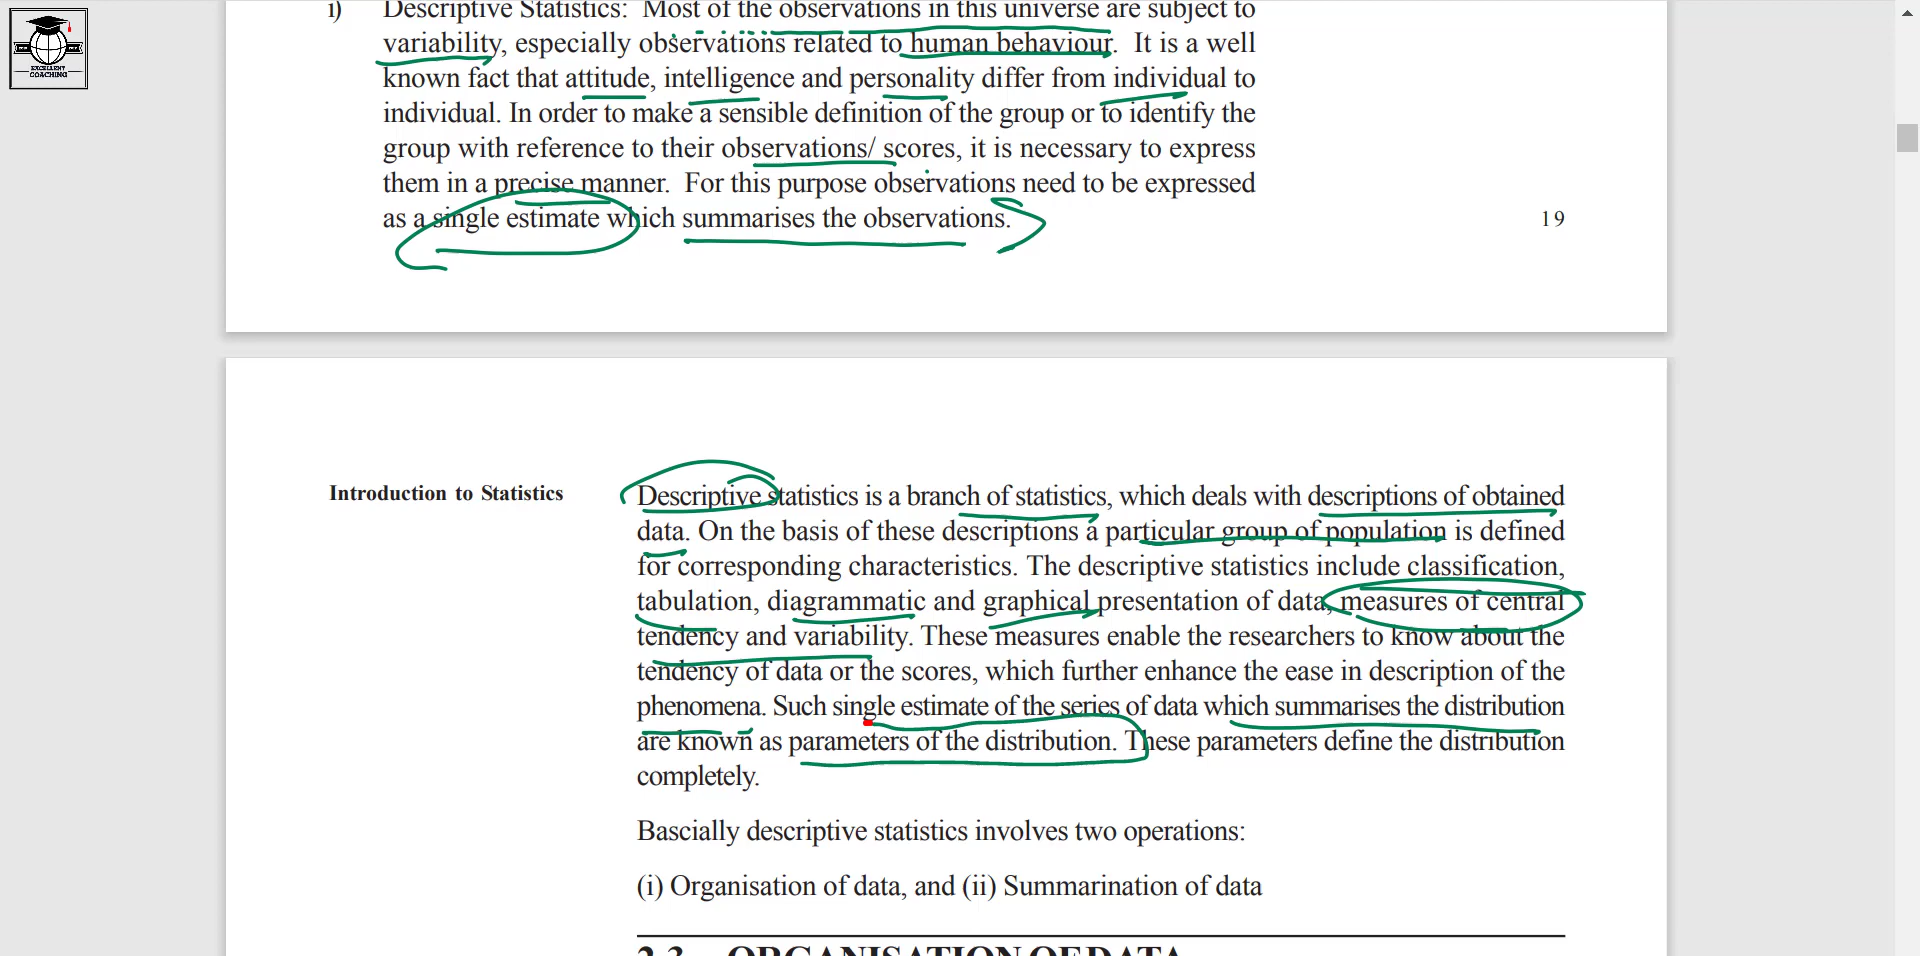 EXCELLENT
COACHING
i) Descriptive Statistics: Most of the observations in this universe are subject to
variability, especially observations related to human behaviour. It is a well
known fact that attitude, intelligence and personality differ from individual to
individual. In order to make a sensible definition of the group or to identify the
group with reference to their observations/ scores, it is necessary to express
them in a precise manner. For this purpose observations need to be expressed
as a single estimate which summarises the observations.
19
Introduction to Statistics
Descriptive statistics is a branch of statistics, which deals with descriptions of obtained
data. On the basis of these descriptions a particular group of population is defined
for corresponding characteristics. The descriptive statistics include classification,
tabulation, diagrammatic and graphical presentation of data, measures of central
tendency and variability. These measures enable the researchers to know about the
tendency of data or the scores, which further enhance the ease in description of the
phenomena. Such single estimate of the series of data which summarises the distribution
are known as parameters of the distribution. These parameters define the distribution
completely.
Bascially descriptive statistics involves two operations:
(i) Organisation of data, and (ii) Summarination of data
2.3 ORGANISATION OF DATA